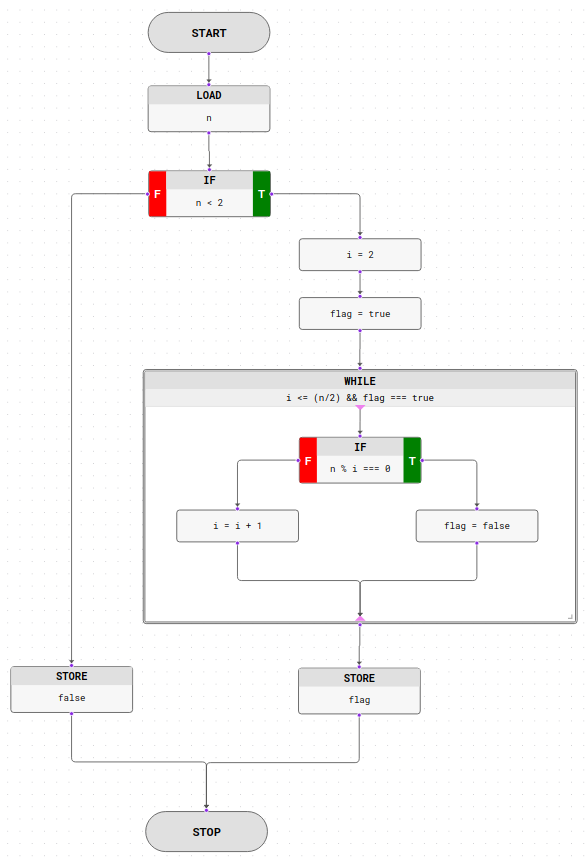 START
LOAD
n
IF
F
T
n < 2
i = 2
flag = true
WHILE
i <= (n/2) && flag === true
IF
F
T
n % i === 0
i = i + 1
flag = false
STORE
false
STORE
flag
STOP